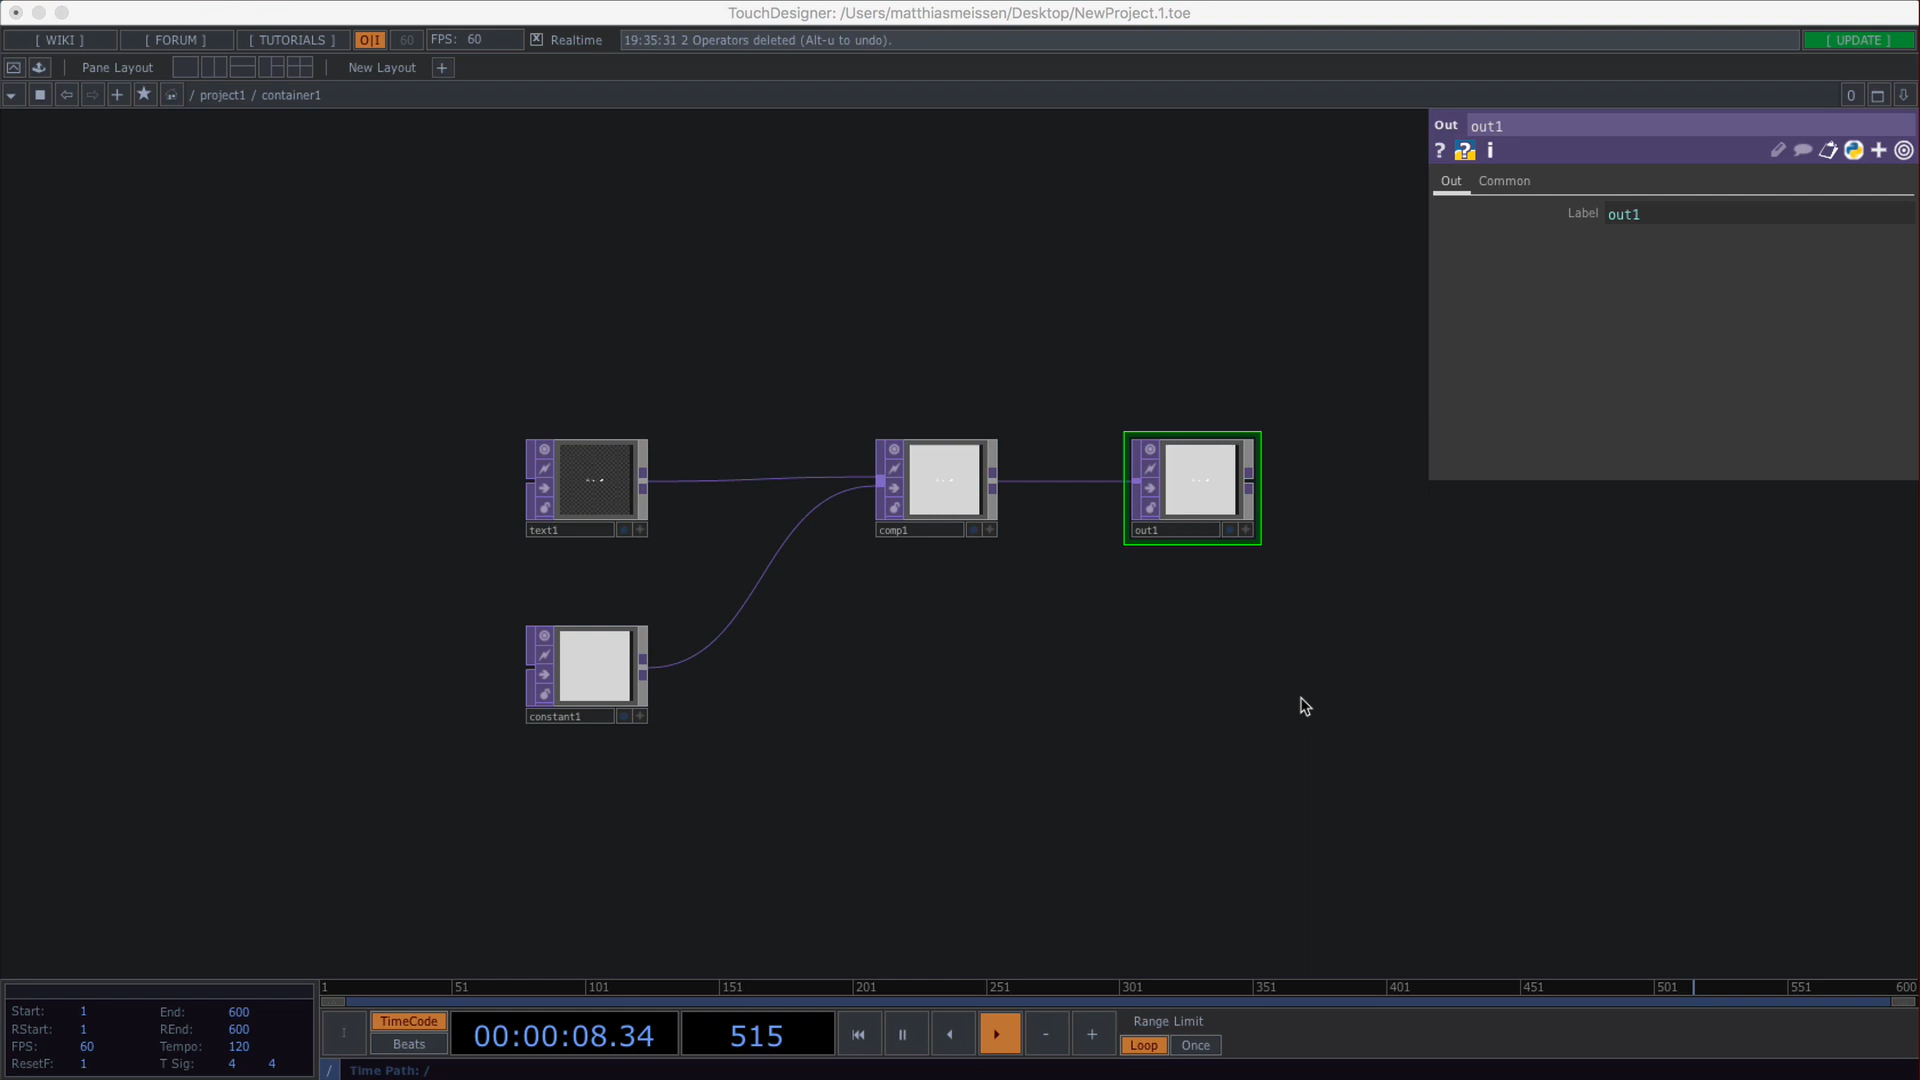 TouchDesigner: /Users/matthiasmeissen/Desktop/NewProject.1.toe
[ WIKI ] [ FORUM ] [ TUTORIALS ] O|I 60 FPS: 60 Realtime 19:35:31 2 Operators deleted (Alt-u to undo). [ UPDATE ]
Pane Layout New Layout +
/ project1 / container1 0
Out out1
? ? i
Out Common
Label out1
text1
comp1
out1
constant1
1 51 101 151 201 251 301 351 401 451 501 551 600
Start: 1 End: 600
RStart: 1 REnd: 600
FPS: 60 Tempo: 120
ResetF: 1 T Sig: 4 4
TimeCode
Beats
00:00:08.34 515
- +
Range Limit
Loop Once
/ Time Path: /